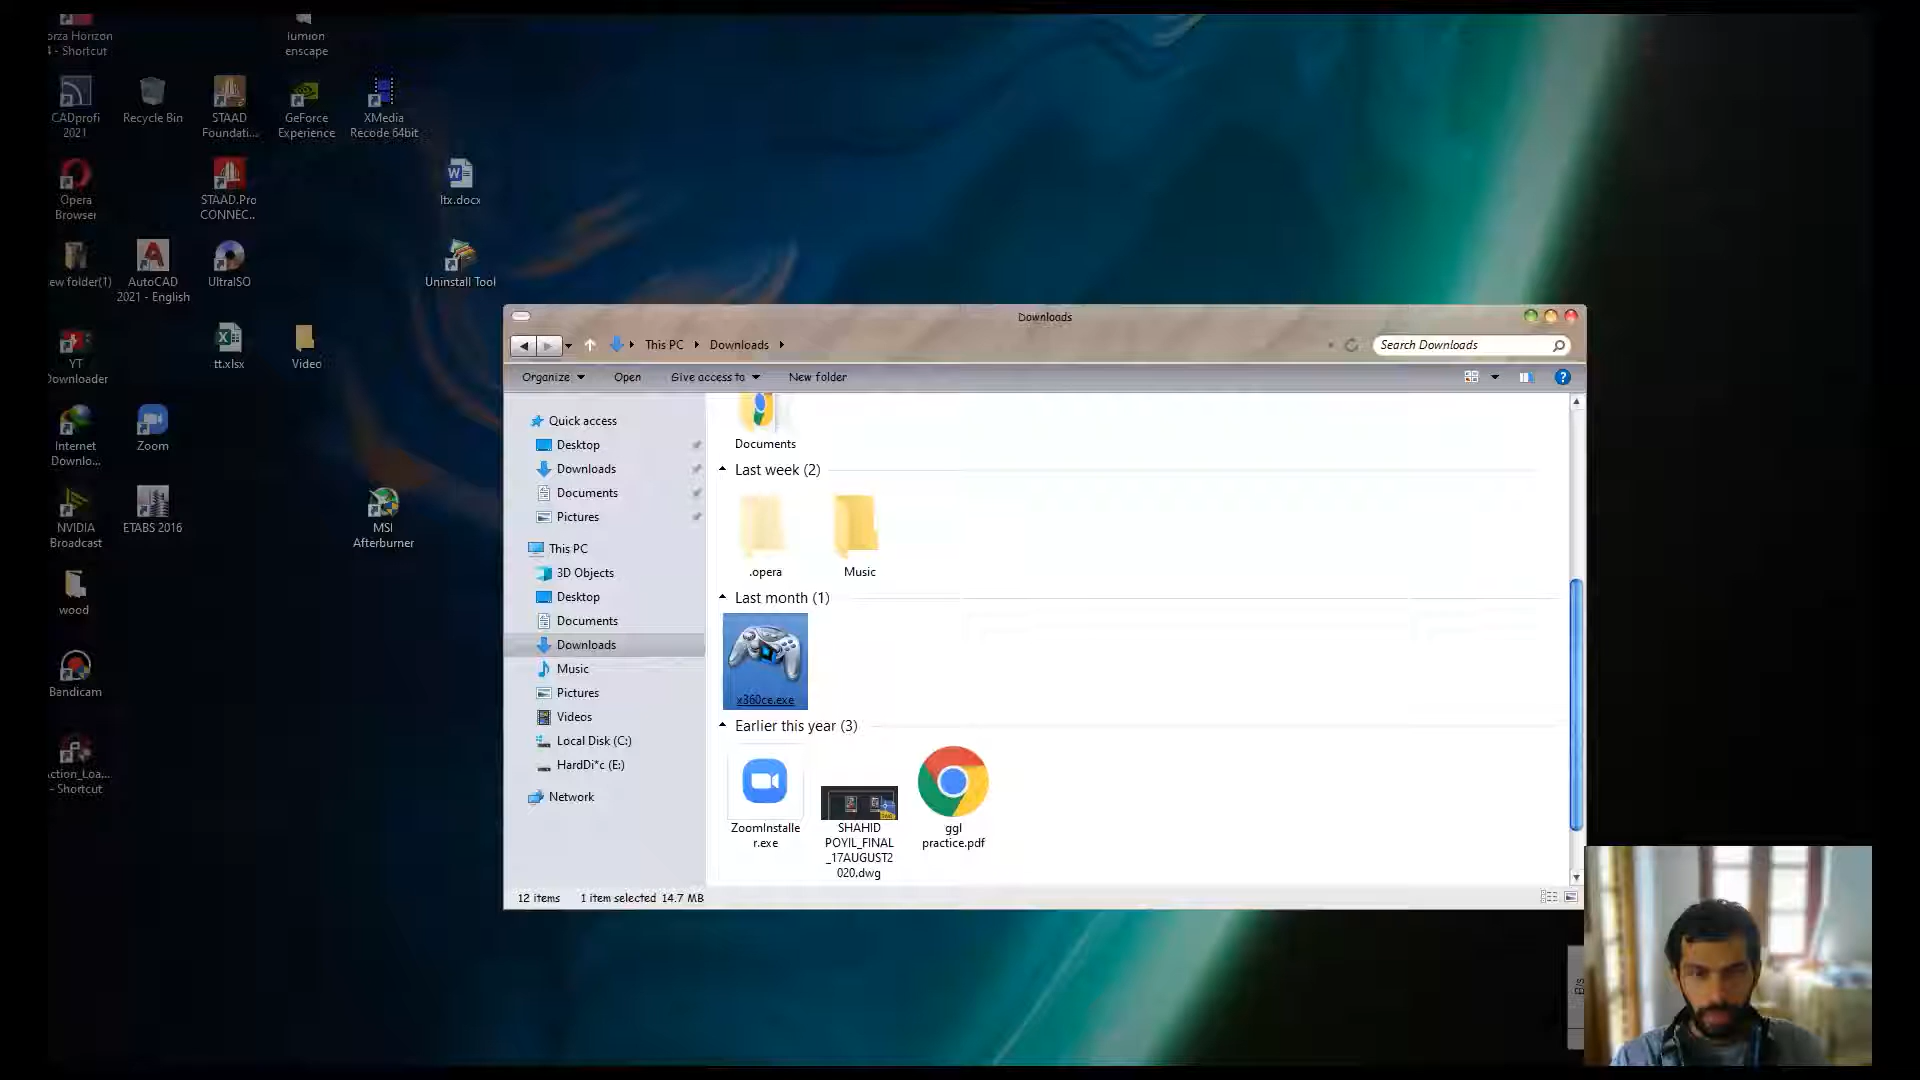 orza Horizon
4 - Shortcut
lumion
enscape
CADprofi
2021
Recycle Bin
STAAD
Foundati...
GeForce
Experience
XMedia
Recode 64bit
Opera
Browser
STAAD.Pro
CONNEC...
ltx.docx
ew folder(1)
AutoCAD
2021 - English
UltraISO
Uninstall Tool
YT
Downloader
tt.xlsx
Video
Internet
Downlo...
Zoom
NVIDIA
Broadcast
ETABS 2016
MSI
Afterburner
wood
Bandicam
ction_Loa...
- Shortcut
Downloads
This PC
Downloads
Search Downloads
Organize
Open
Give access to
New folder
Quick access
Desktop
Downloads
Documents
Pictures
This PC
3D Objects
Desktop
Documents
Downloads
Music
Pictures
Videos
Local Disk (C:)
HardDi*c (E:)
Network
Documents
Last week (2)
.opera
Music
Last month (1)
x360ce.exe
Earlier this year (3)
ZoomInstalle
r.exe
SHAHID
POYIL_FINAL
_17AUGUST2
020.dwg
ggl
practice.pdf
12 items
1 item selected 14.7 MB
B/s